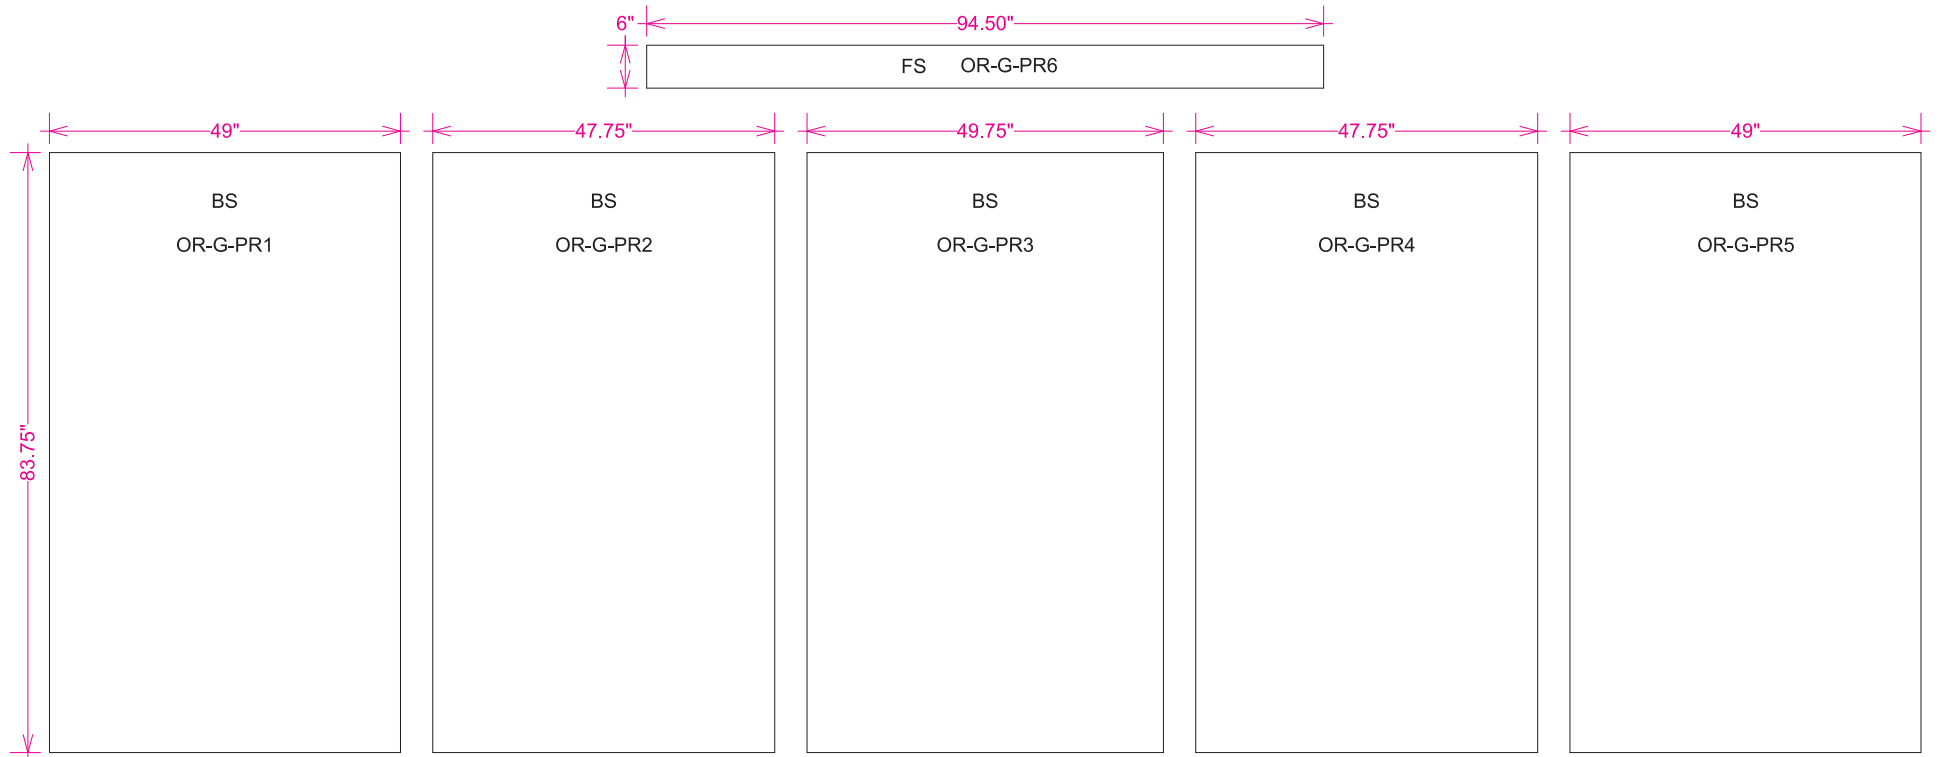 6" 94.50"
FS OR-G-PR6
49" 47.75" 49.75" 47.75" 49"
BS BS BS BS BS
OR-G-PR1 OR-G-PR2 OR-G-PR3 OR-G-PR4 OR-G-PR5
83.75"